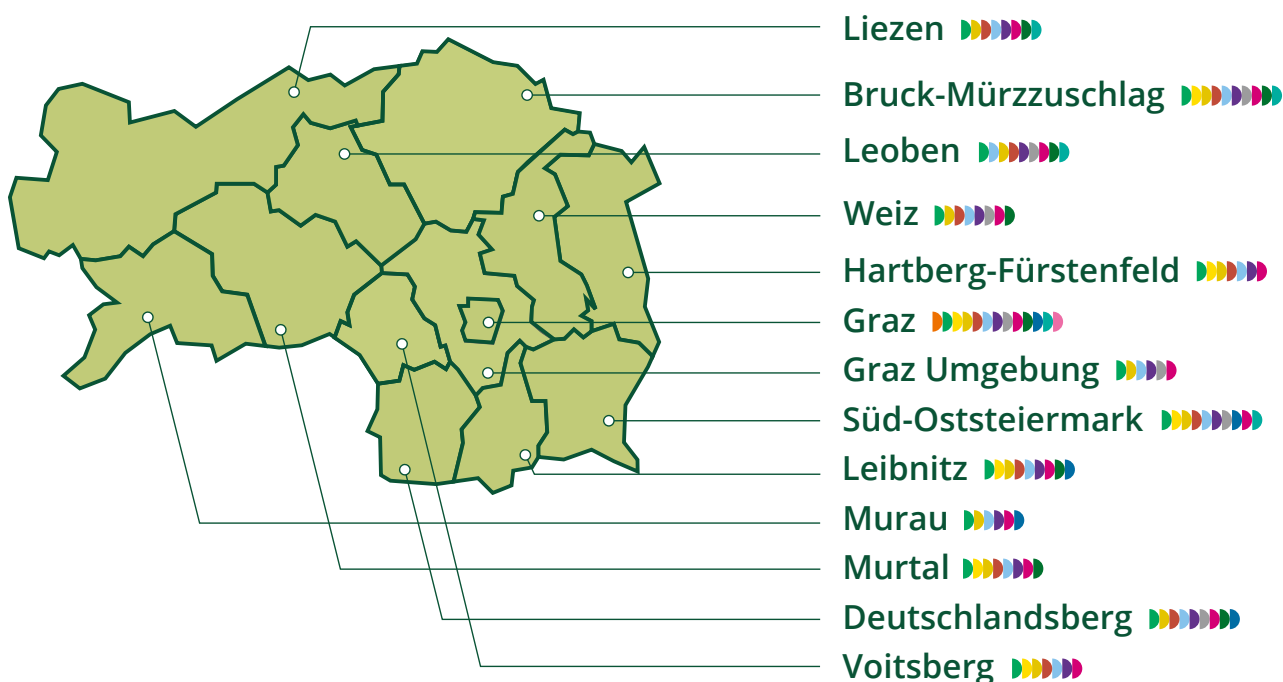 Liezen
Bruck-Mürzzuschlag
Leoben
Weiz
Hartberg-Fürstenfeld
Graz
Graz Umgebung
Süd-Oststeiermark
Leibnitz
Murau
Murtal
Deutschlandsberg
Voitsberg